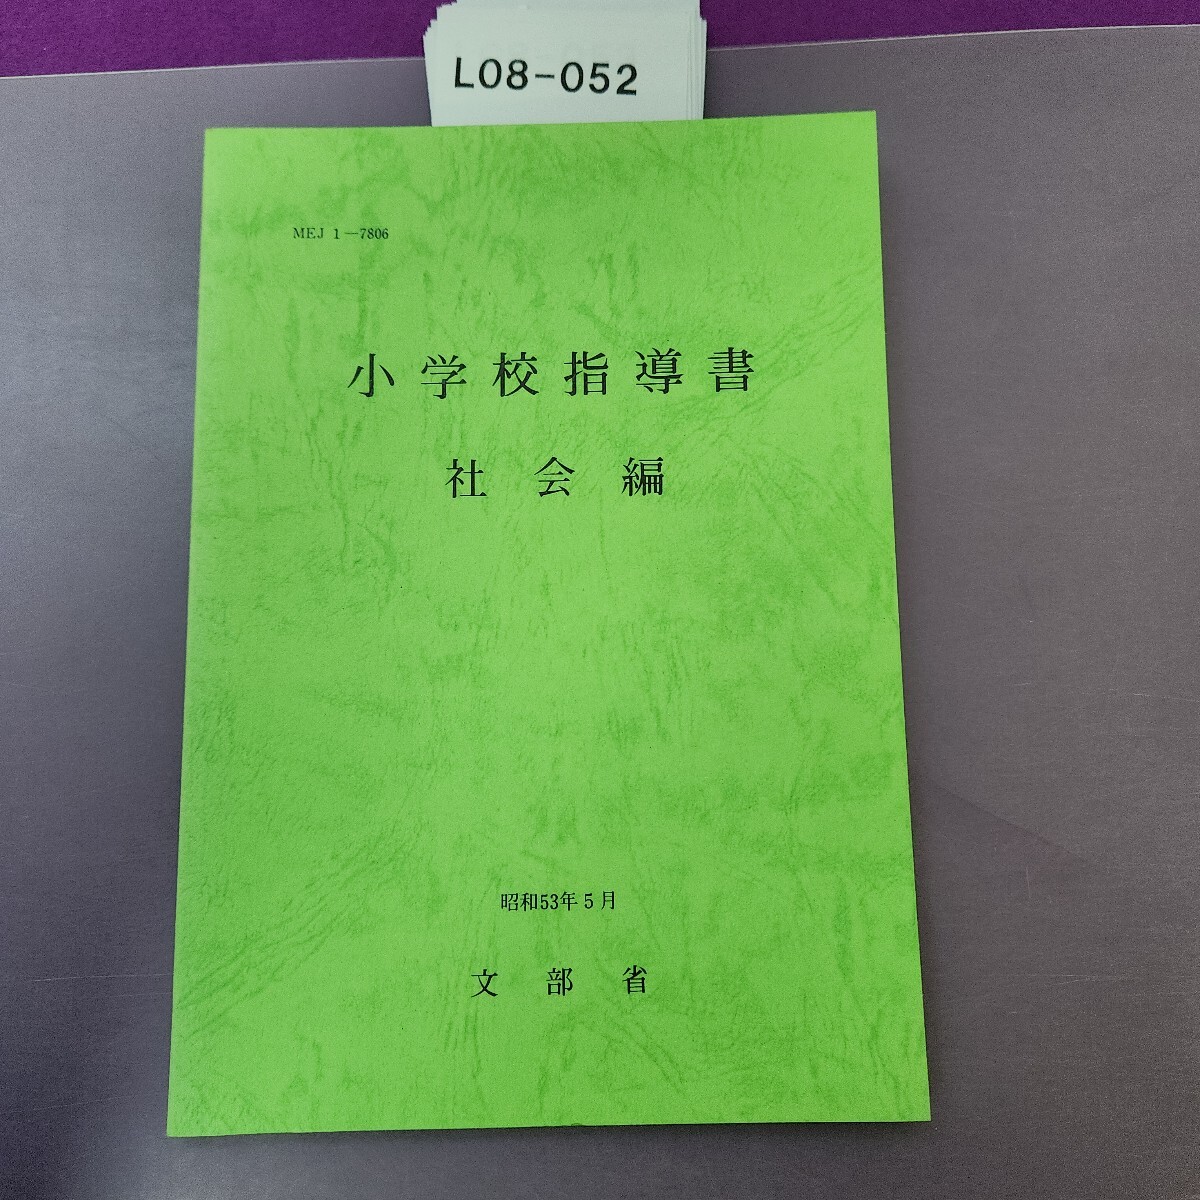 L08-052
MEJ 1-7806
小学校指導書
社会編
昭和53年5月
文部省